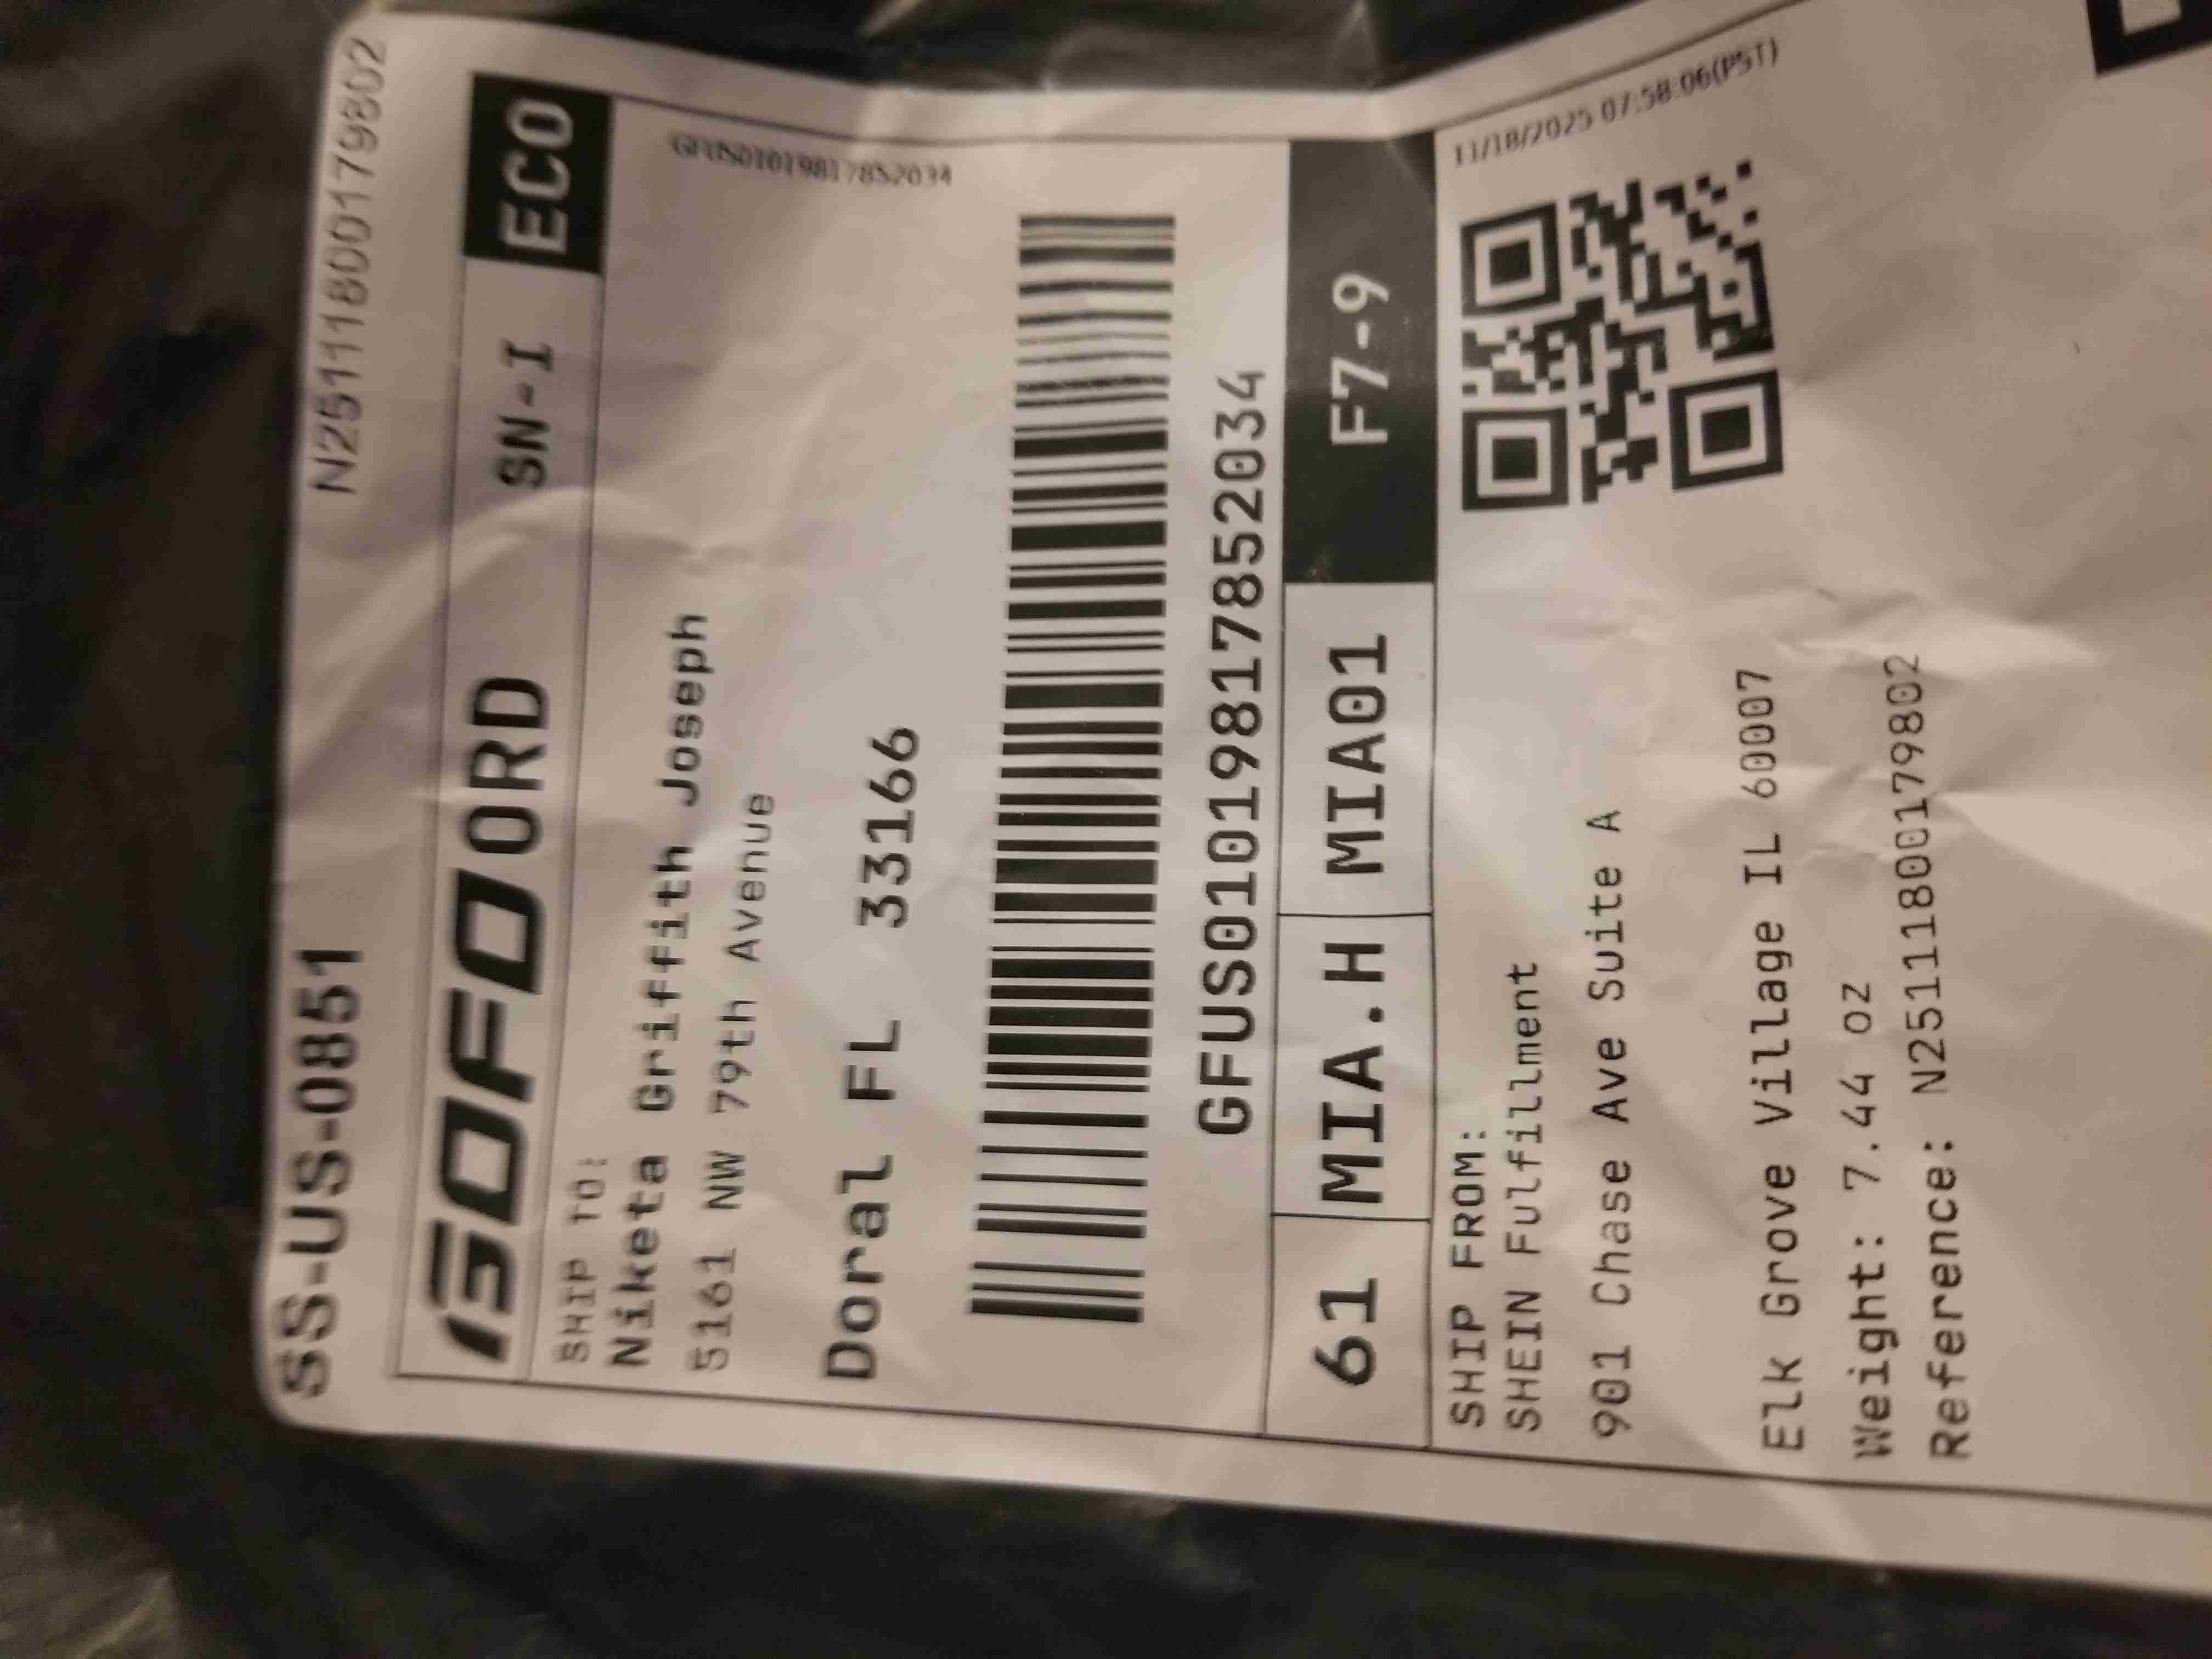 SS-US-0851 N25111800179802
GOFO ORD SN-I ECO
SHIP TO:
Niketa Griffith Joseph
5161 NW 79th Avenue
GFUS01019817852034
Doral FL 33166
GFUS01019817852034
61 MIA.H MIA01 F7-9
11/18/2025 07:58:06(PST)
SHIP FROM:
SHEIN Fulfillment
901 Chase Ave Suite A
Elk Grove Village IL 60007
Weight: 7.44 oz
Reference: N25111800179802